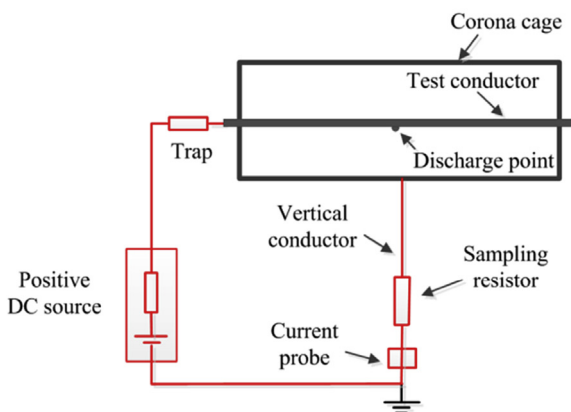 Corona cage
Test conductor
Trap
Discharge point
Vertical
conductor
Sampling
resistor
Positive
DC source
Current
probe